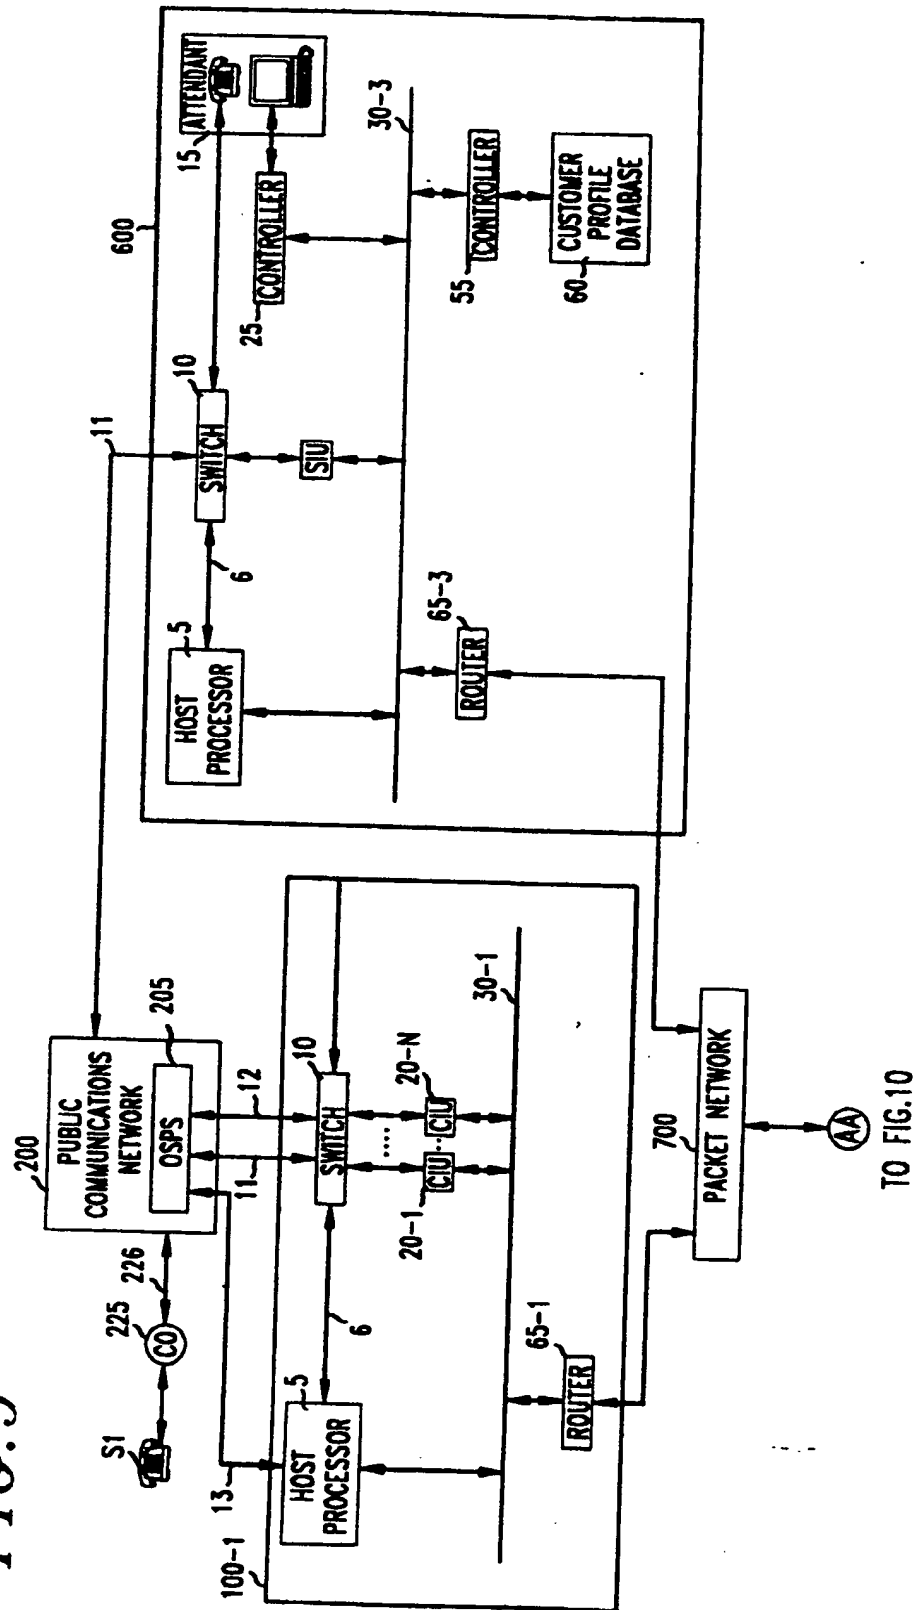 FIG. 9
S1
225
CO
226
200
PUBLIC
COMMUNICATIONS
NETWORK
OSPS
205
13
11
12
11
100-1
HOST
PROCESSOR
5
6
SWITCH
10
20-1
CIU
...
CIU
20-N
.....
30-1
ROUTER
65-1
600
HOST
PROCESSOR
5
6
SWITCH
10
SIU
15
ATTENDANT
25
CONTROLLER
30-3
55
CONTROLLER
60
CUSTOMER
PROFILE
DATABASE
ROUTER
65-3
700
PACKET NETWORK
AA
TO FIG.10